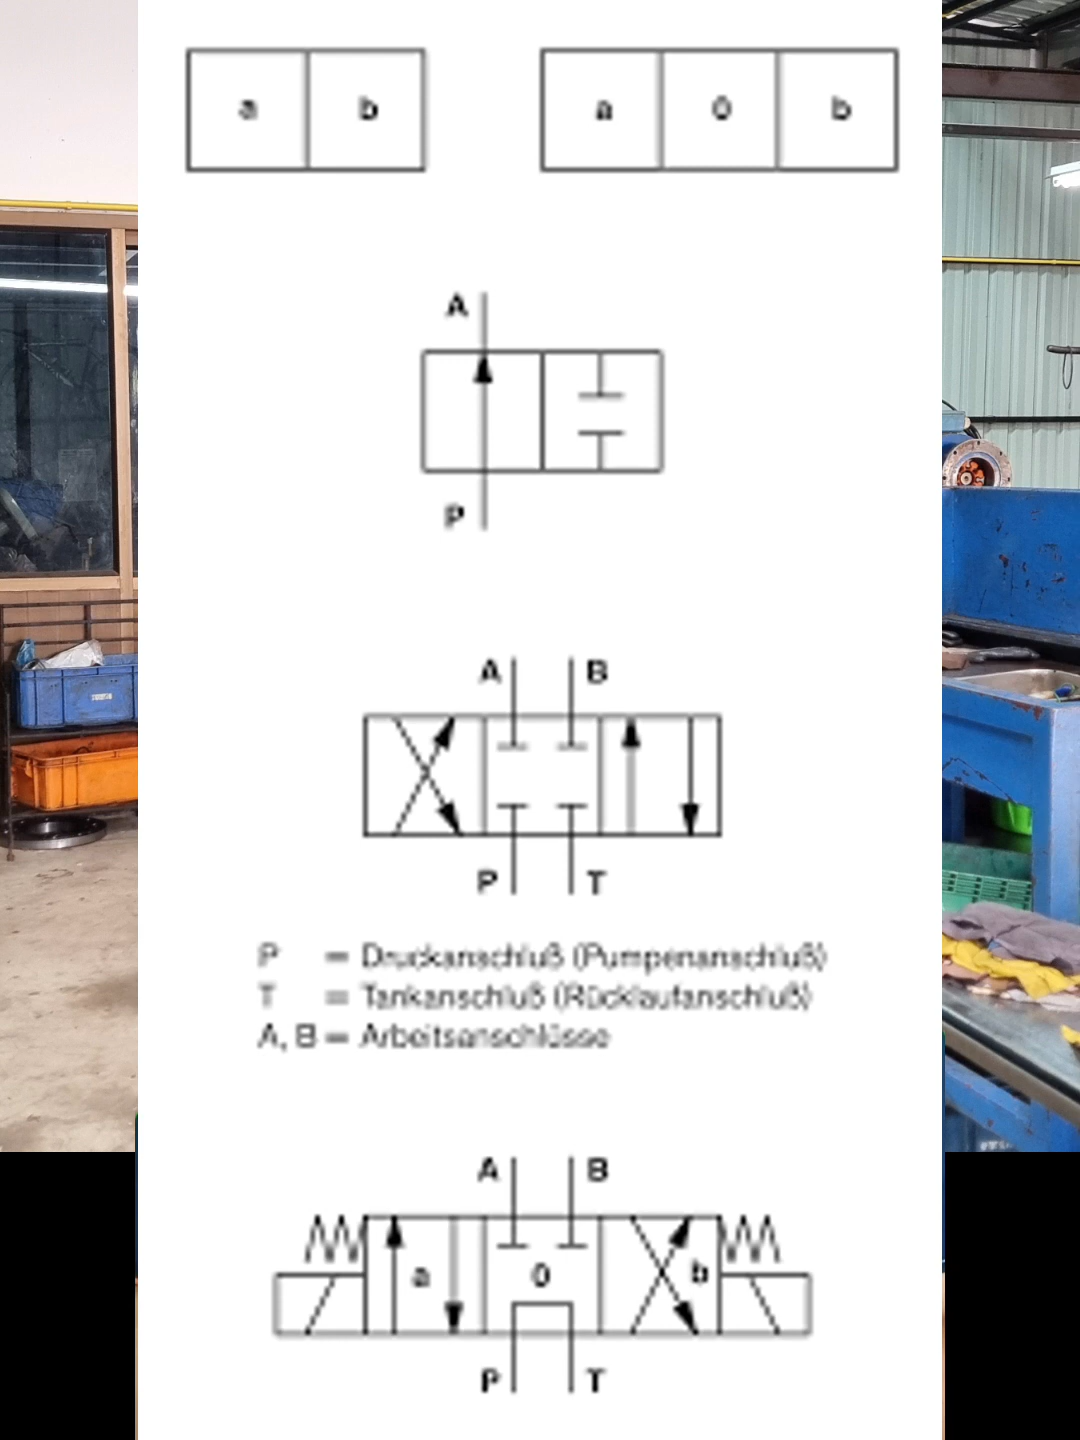 a b
a 0 b
A
P
A B
P T
P = Druckanschluß (Pumpenanschluß)
T = Tankanschluß (Rücklaufanschluß)
A, B = Arbeitsanschlüsse
A B
a 0 b
P T